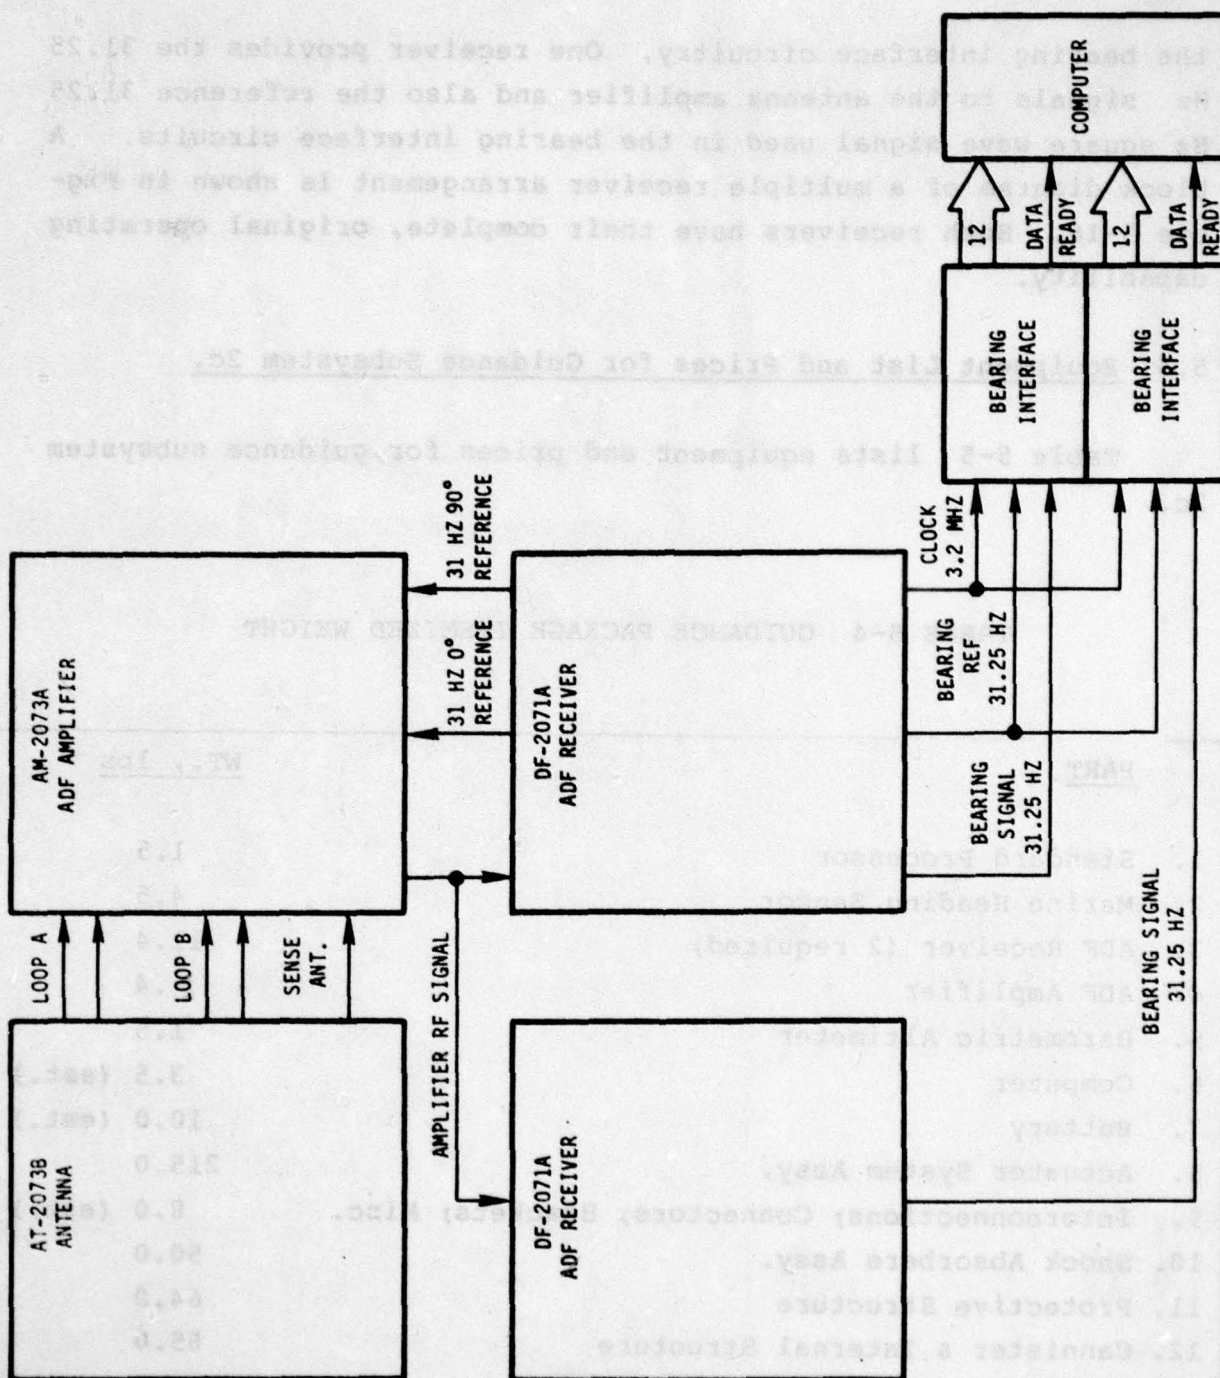 AT-2073B
ANTENNA
LOOP A
LOOP B
SENSE
ANT.
AM-2073A
ADF AMPLIFIER
AMPLIFIER RF SIGNAL
31 HZ 0°
REFERENCE
31 HZ 90°
REFERENCE
DF-2071A
ADF RECEIVER
DF-2071A
ADF RECEIVER
CLOCK
3.2 MHZ
BEARING
REF
31.25 HZ
BEARING
SIGNAL
31.25 HZ
BEARING SIGNAL
31.25 HZ
BEARING
INTERFACE
BEARING
INTERFACE
12
DATA
READY
12
DATA
READY
COMPUTER
the bearing interface circuitry. One receiver provides the 31.25
Hz signals to the antenna amplifier and also the reference 31.25
Hz square wave signal used in the bearing interface circuits. A
block diagram of a multiple receiver arrangement is shown in Fig-
Both receivers have their complete, original operating
capability.
Equipment List and Prices for Guidance Subsystem 2c.
Table 8-5 lists equipment and prices for guidance subsystem
2c.
TABLE 8-4 GUIDANCE PACKAGE ITEMIZED WEIGHT
PART
WT., lbs
Standard Processor 1.5
Marine Heading Sensor 4.5
ADF Receiver (2 required)
ADF Amplifier
5. Barometric Altimeter
6. Computer 3.5 (est.)
7. Battery 10.0 (est.)
8. Actuator System Assy. 215.0
9. Interconnections; Connectors; Brackets; Misc. 8.0 (est.)
10. Shock Absorbers Assy. 50.0
11. Protective Structure 64.0
12. Cannister & Internal Structure